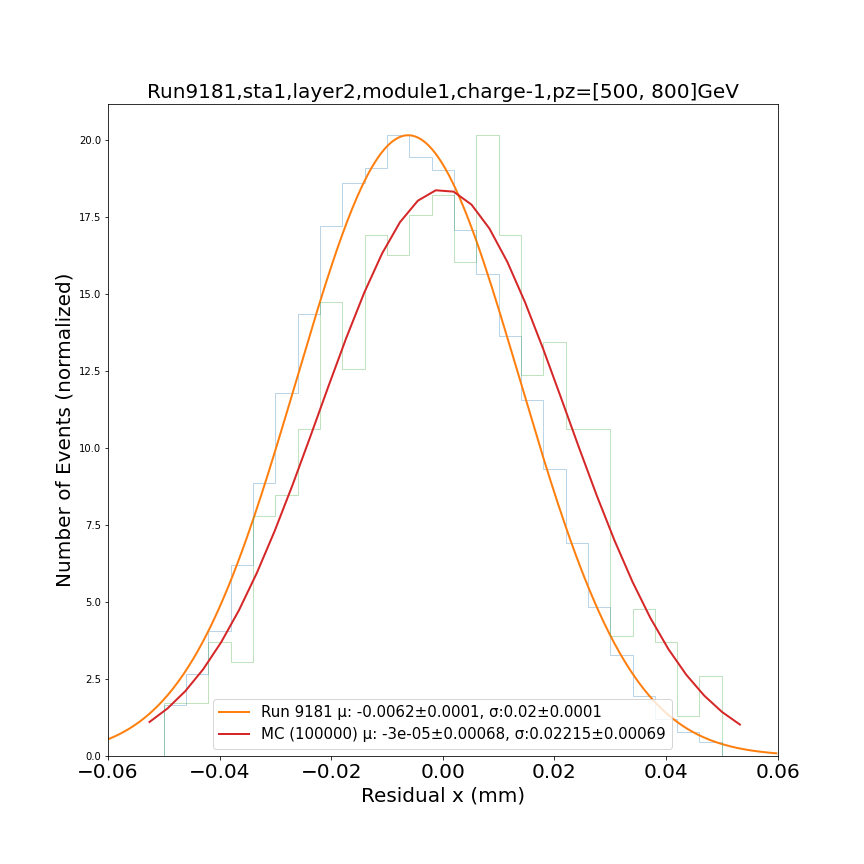 Run9181,sta1,layer2,module1,charge-1,pz=[500, 800]GeV
Number of Events (normalized)
20.0
17.5
15.0
12.5
10.0
7.5
5.0
2.5
0.0
Run 9181 μ: -0.0062±0.0001, σ:0.02±0.0001
MC (100000) μ: -3e-05±0.00068, σ:0.02215±0.00069
−0.06 −0.04 −0.02 0.00 0.02 0.04 0.06
Residual x (mm)